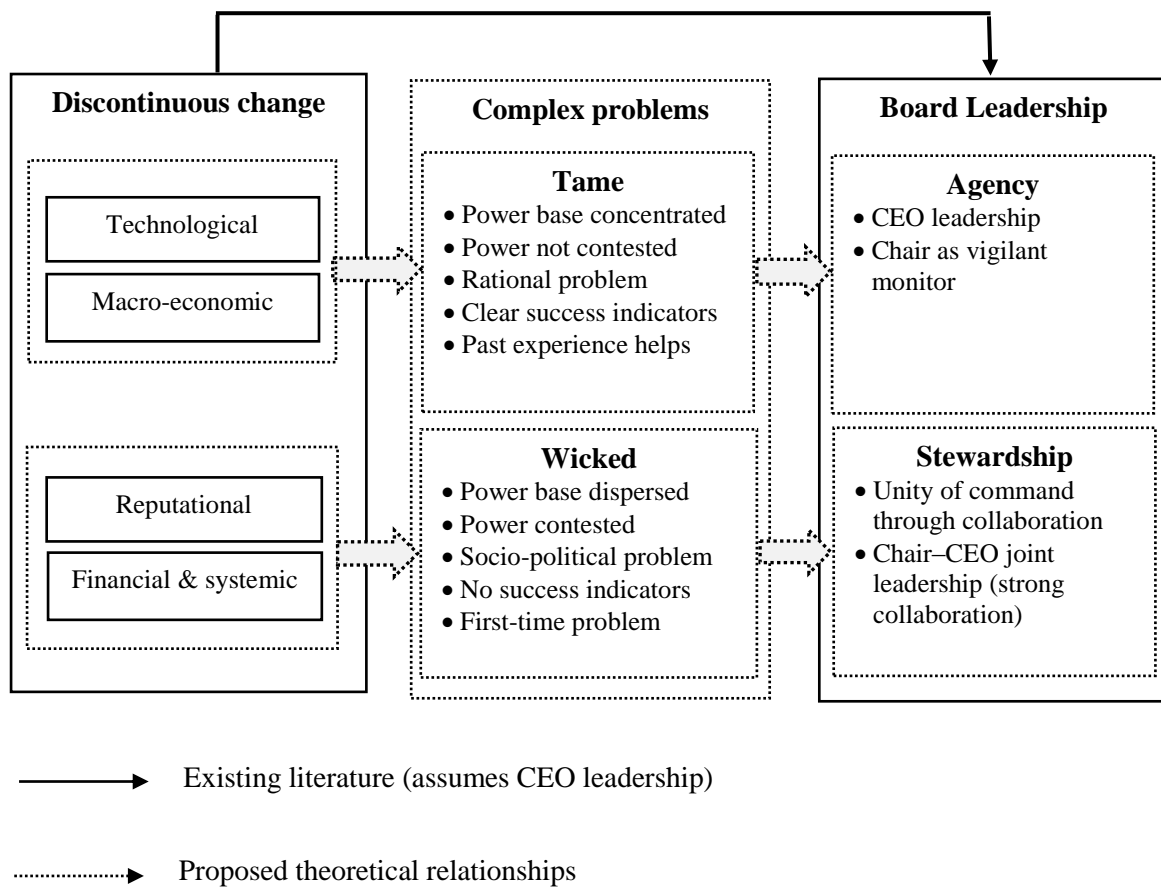 Discontinuous change
Technological
Macro-economic
Reputational
Financial & systemic
Complex problems
Tame
• Power base concentrated
• Power not contested
• Rational problem
• Clear success indicators
• Past experience helps
Wicked
• Power base dispersed
• Power contested
• Socio-political problem
• No success indicators
• First-time problem
Board Leadership
Agency
• CEO leadership
• Chair as vigilant
monitor
Stewardship
• Unity of command
through collaboration
• Chair–CEO joint
leadership (strong
collaboration)
Existing literature (assumes CEO leadership)
Proposed theoretical relationships